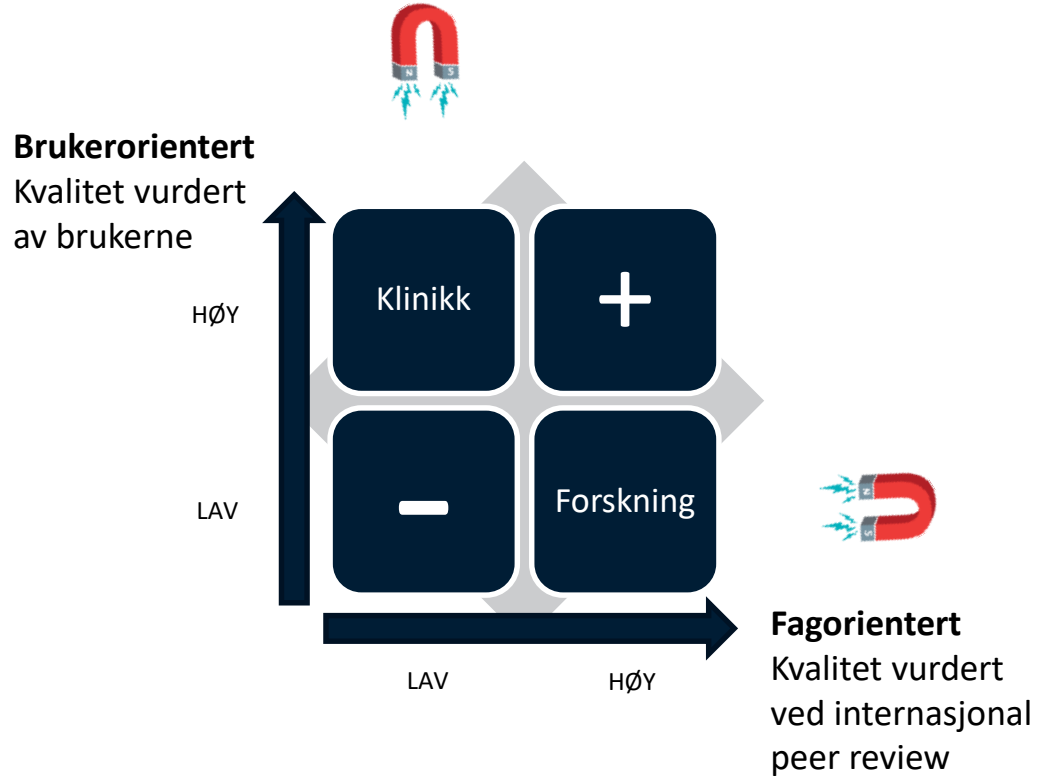 N S
Brukerorientert
Kvalitet vurdert
av brukerne
HØY
Klinikk
+
LAV
−
Forskning
N
S
LAV
HØY
Fagorientert
Kvalitet vurdert
ved internasjonal
peer review